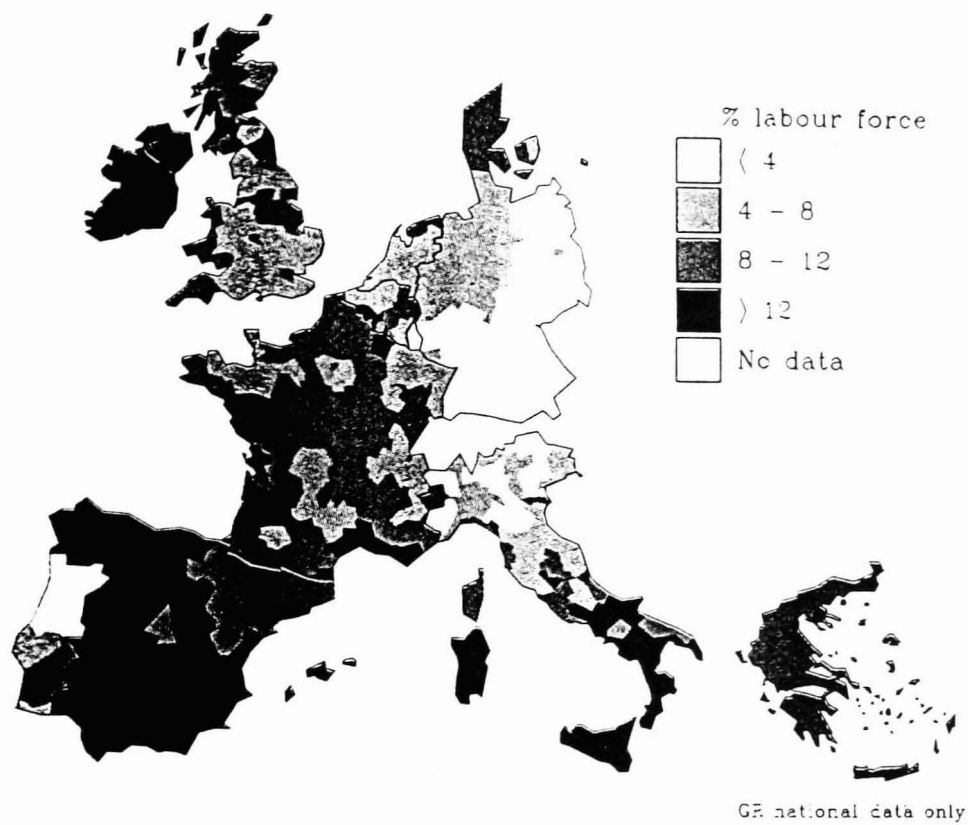 % labour force
⟨ 4
4 - 8
8 - 12
⟩ 12
No data
GR national data only